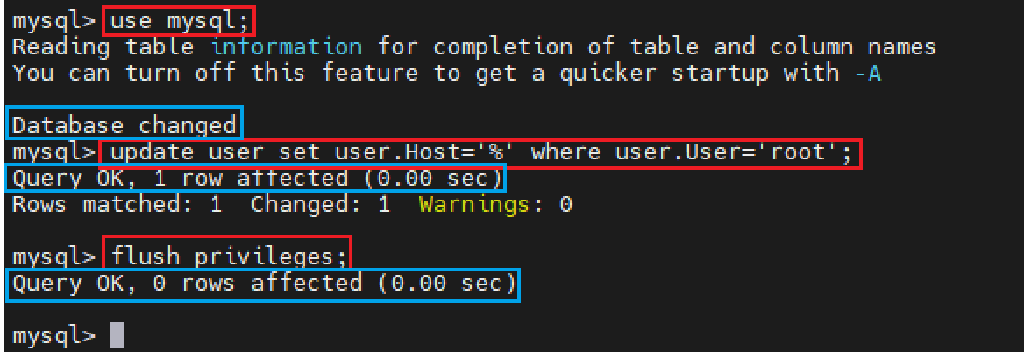 mysql> use mysql;
Reading table information for completion of table and column names
You can turn off this feature to get a quicker startup with -A
Database changed
mysql> update user set user.Host='%' where user.User='root';
Query OK, 1 row affected (0.00 sec)
Rows matched: 1  Changed: 1  Warnings: 0
mysql> flush privileges;
Query OK, 0 rows affected (0.00 sec)
mysql>